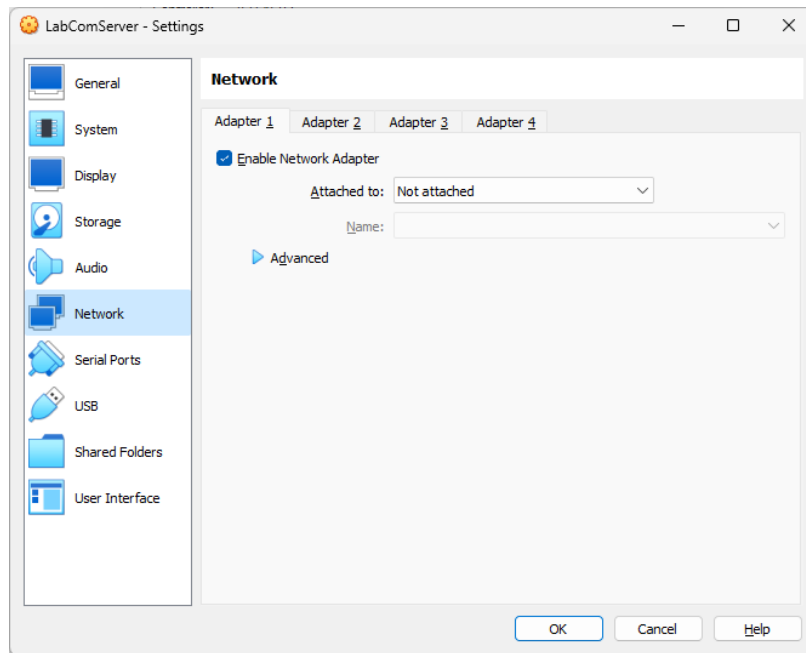 LabComServer - Settings
General
System
Display
Storage
Audio
Network
Serial Ports
USB
Shared Folders
User Interface
Network
Adapter 1 Adapter 2 Adapter 3 Adapter 4
Enable Network Adapter
Attached to: Not attached
Name:
Advanced
OK Cancel Help